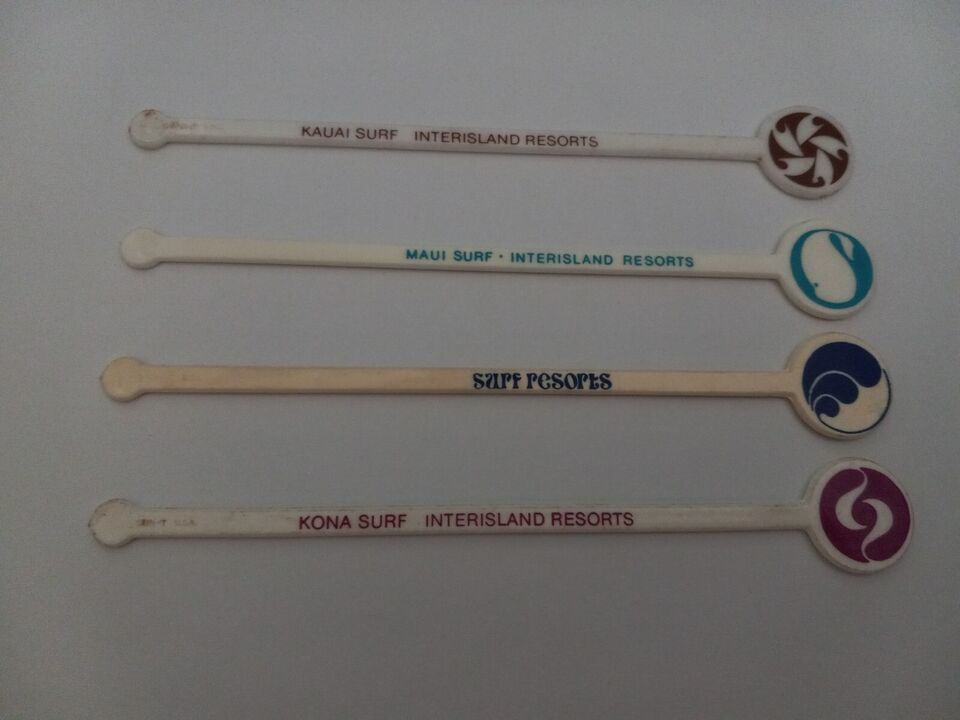 KAUAI SURF INTERISLAND RESORTS
MAUI SURF · INTERISLAND RESORTS
surf resorts
KONA SURF INTERISLAND RESORTS
U.S.A.